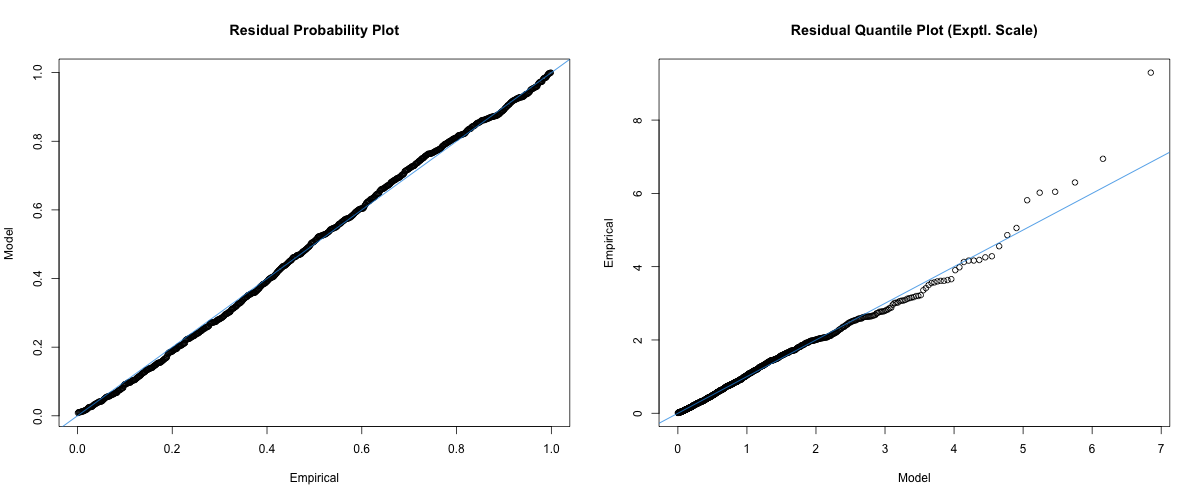 Residual Probability Plot
Model
0.0 0.2 0.4 0.6 0.8 1.0
0.0 0.2 0.4 0.6 0.8 1.0
Empirical
Residual Quantile Plot (Exptl. Scale)
Empirical
0 2 4 6 8
0 1 2 3 4 5 6 7
Model